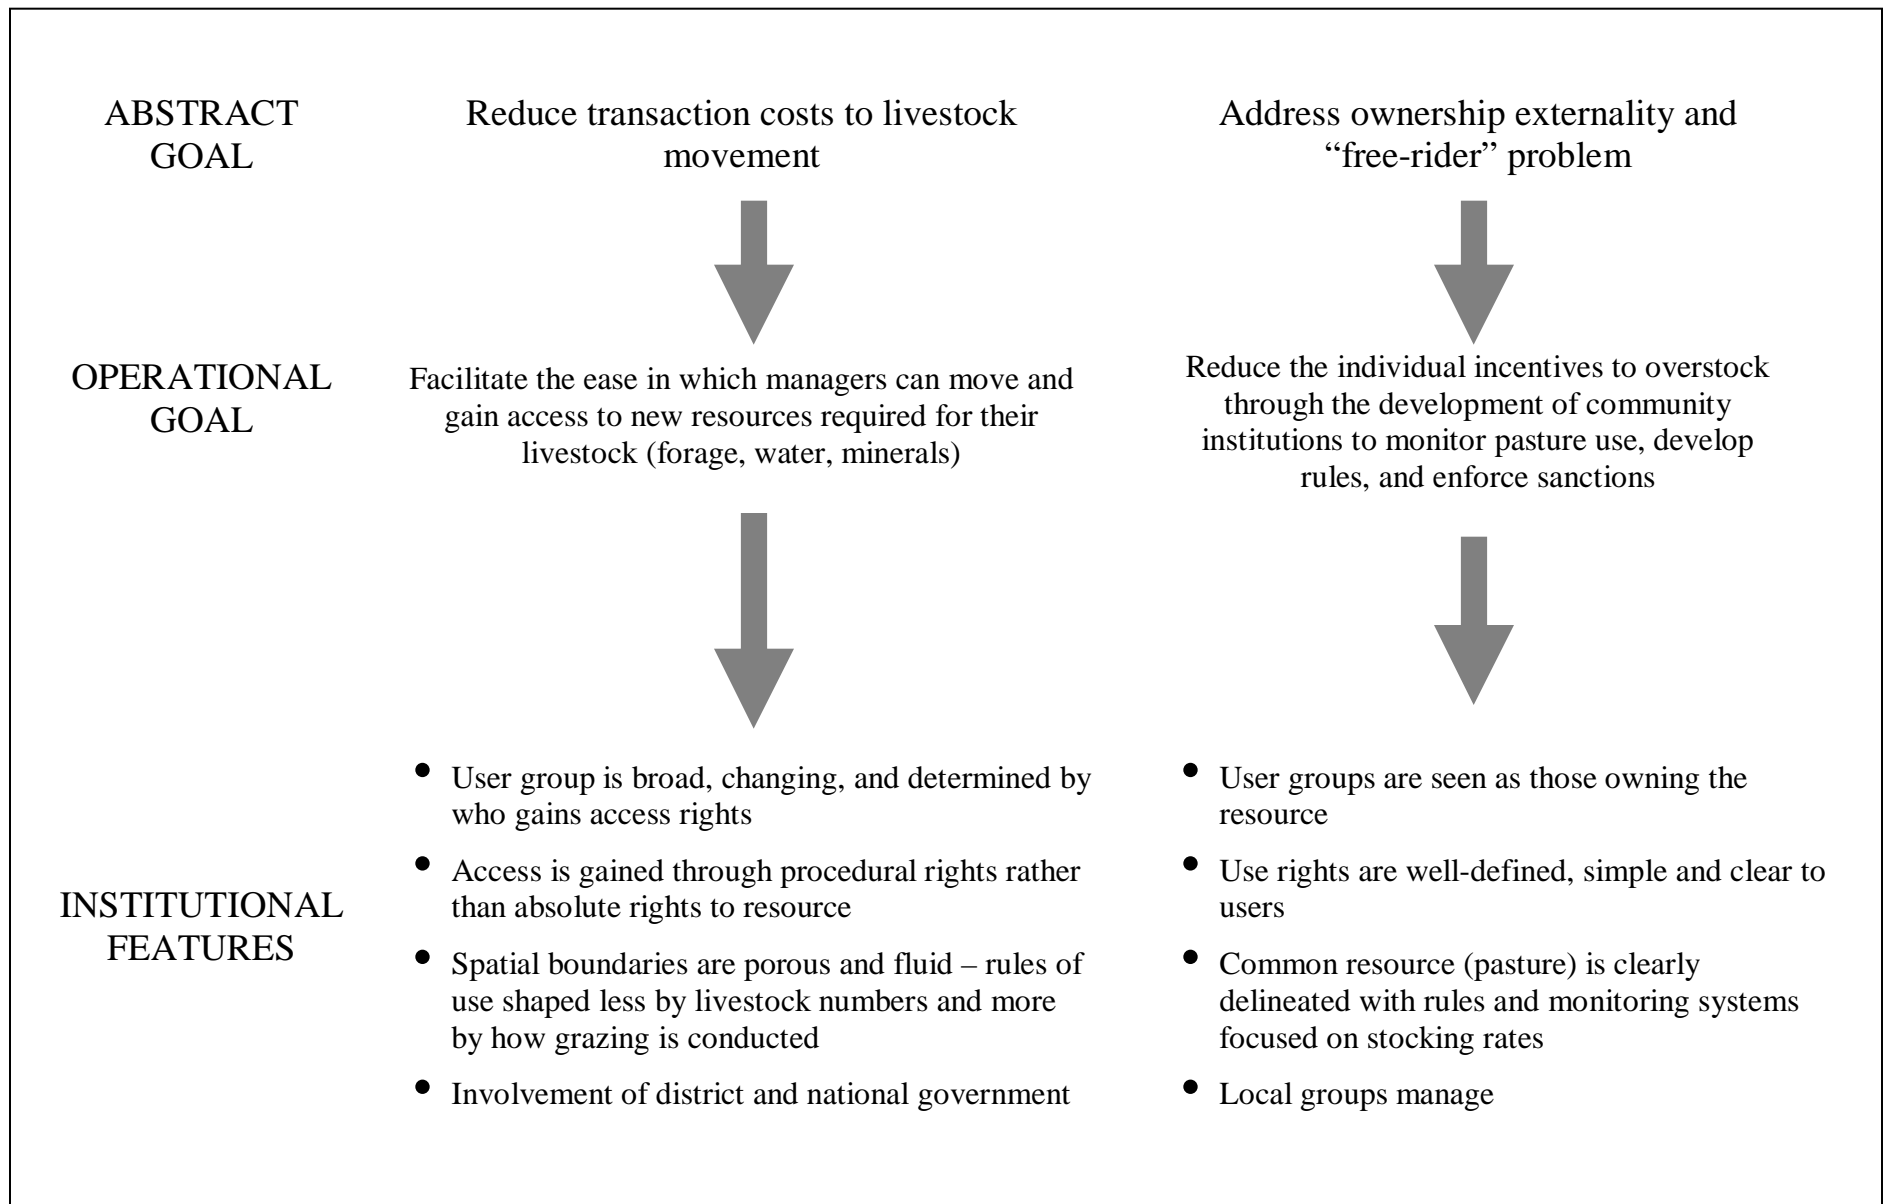 ABSTRACT
GOAL
Reduce transaction costs to livestock
movement
Address ownership externality and
“free-rider” problem
OPERATIONAL
GOAL
Facilitate the ease in which managers can move and
gain access to new resources required for their
livestock (forage, water, minerals)
Reduce the individual incentives to overstock
through the development of community
institutions to monitor pasture use, develop
rules, and enforce sanctions
INSTITUTIONAL
FEATURES
• User group is broad, changing, and determined by
who gains access rights
• Access is gained through procedural rights rather
than absolute rights to resource
• Spatial boundaries are porous and fluid – rules of
use shaped less by livestock numbers and more
by how grazing is conducted
• Involvement of district and national government
• User groups are seen as those owning the
resource
• Use rights are well-defined, simple and clear to
users
• Common resource (pasture) is clearly
delineated with rules and monitoring systems
focused on stocking rates
• Local groups manage